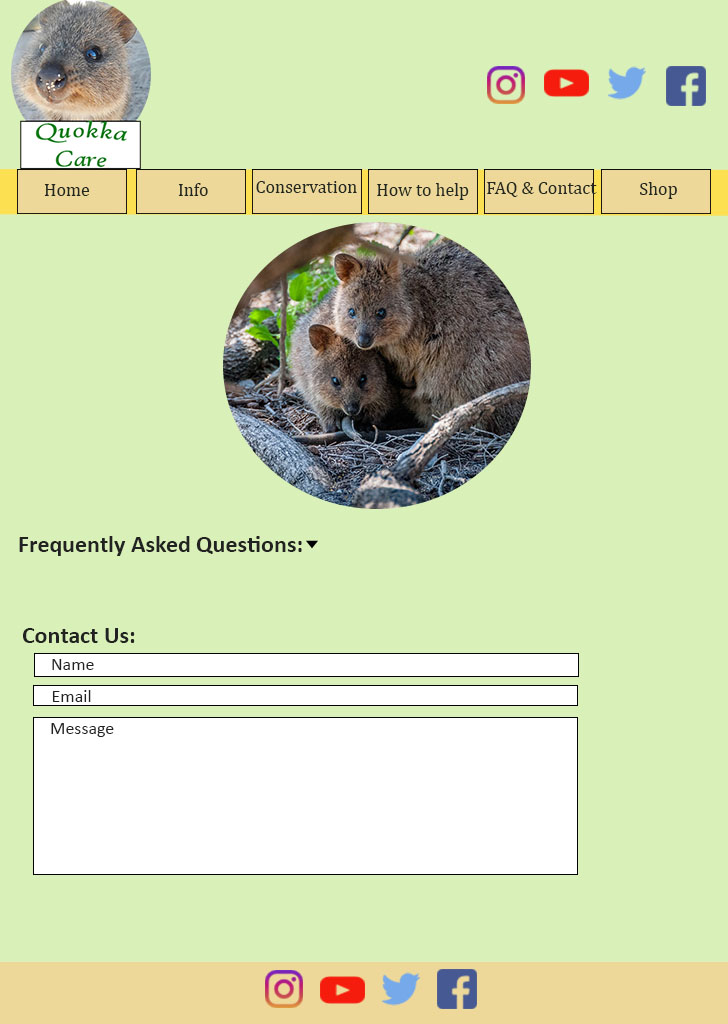 Quokka
Care
Home Info Conservation How to help FAQ & Contact Shop
Frequently Asked Questions:
Contact Us:
Name
Email
Message